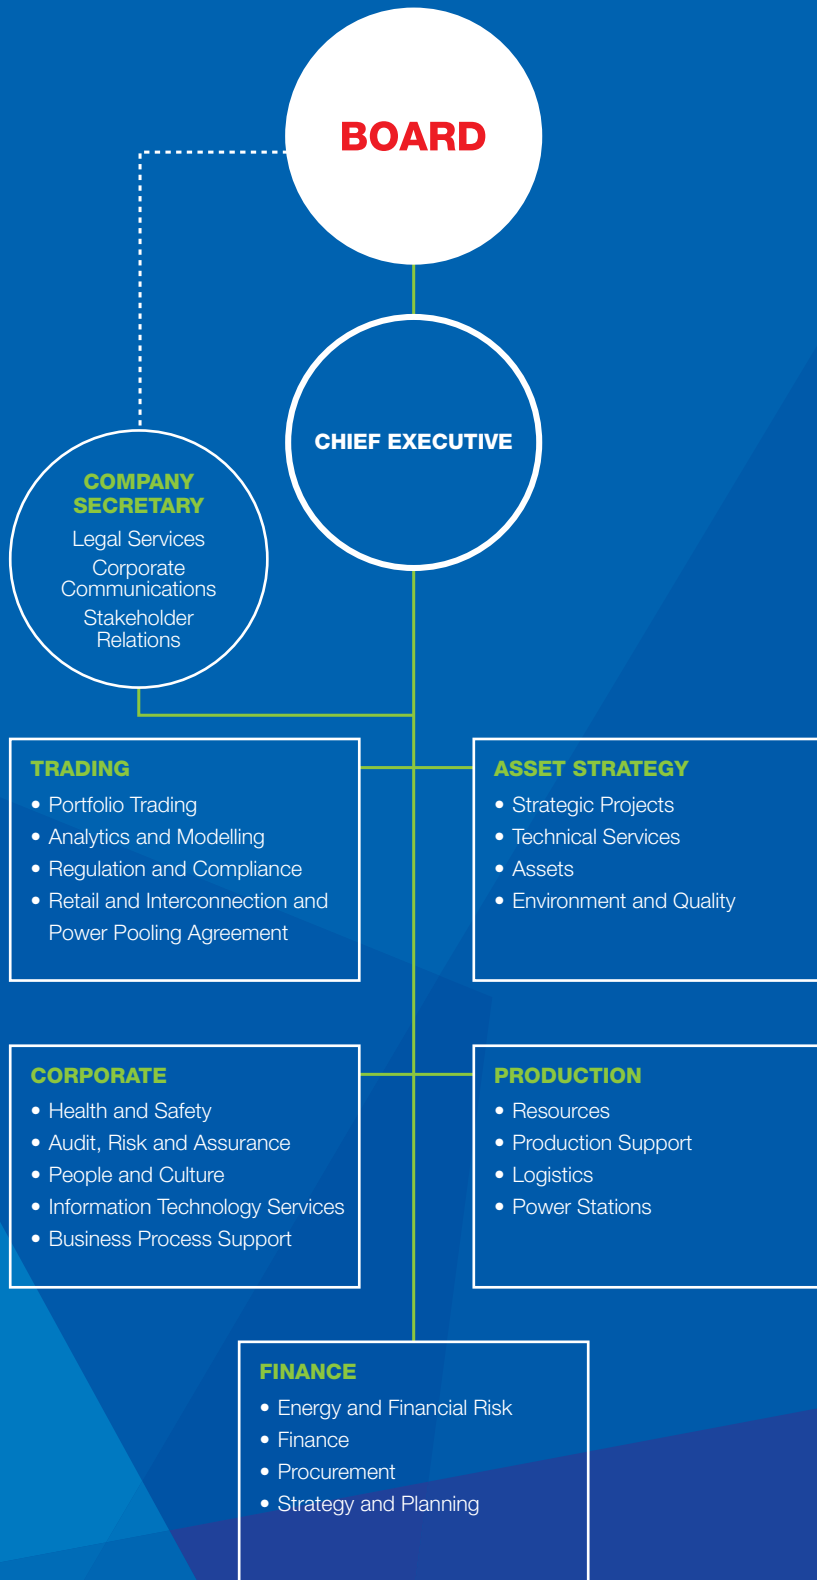 BOARD
CHIEF EXECUTIVE
COMPANY
SECRETARY
Legal Services
Corporate
Communications
Stakeholder
Relations
TRADING
• Portfolio Trading
• Analytics and Modelling
• Regulation and Compliance
• Retail and Interconnection and
Power Pooling Agreement
ASSET STRATEGY
• Strategic Projects
• Technical Services
• Assets
• Environment and Quality
CORPORATE
• Health and Safety
• Audit, Risk and Assurance
• People and Culture
• Information Technology Services
• Business Process Support
PRODUCTION
• Resources
• Production Support
• Logistics
• Power Stations
FINANCE
• Energy and Financial Risk
• Finance
• Procurement
• Strategy and Planning